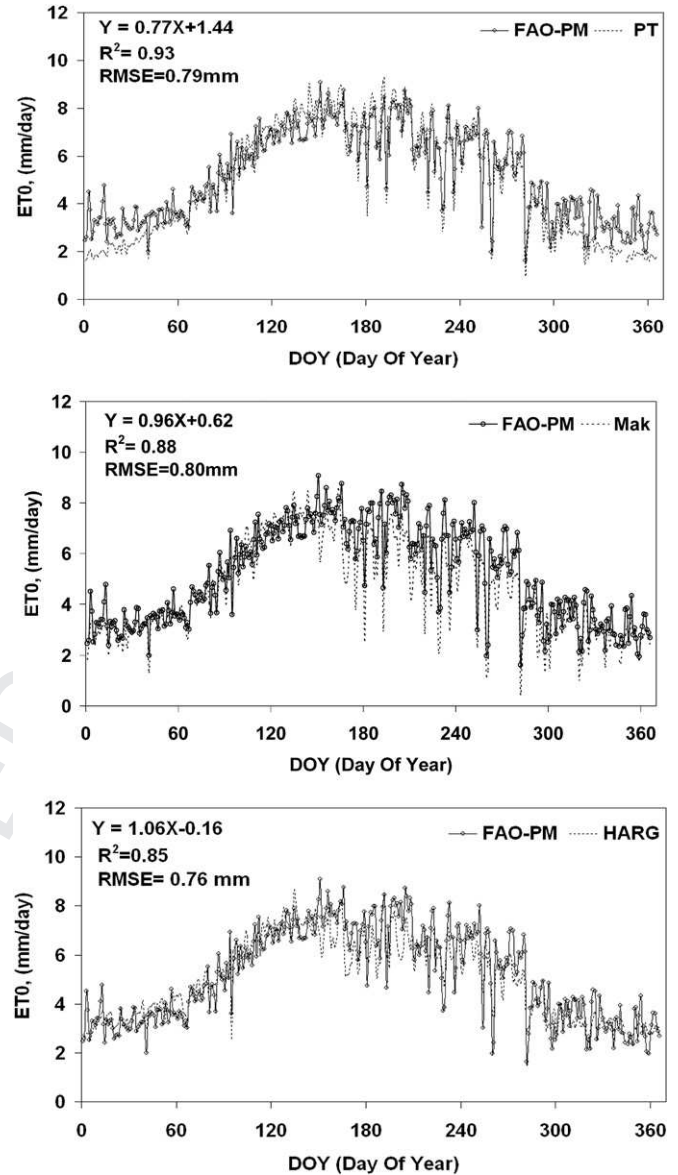 Y = 0.77X+1.44
R²= 0.93
RMSE=0.79mm
FAO-PM PT
12
10
8
6
4
2
0
ET0, (mm/day)
0 60 120 180 240 300 360
DOY (Day Of Year)
Y = 0.96X+0.62
R²= 0.88
RMSE=0.80mm
FAO-PM Mak
12
10
8
6
4
2
0
ET0, (mm/day)
0 60 120 180 240 300 360
DOY (Day Of Year)
Y = 1.06X-0.16
R²=0.85
RMSE= 0.76 mm
FAO-PM HARG
12
10
8
6
4
2
0
ET0, (mm/day)
0 60 120 180 240 300 360
DOY (Day Of Year)